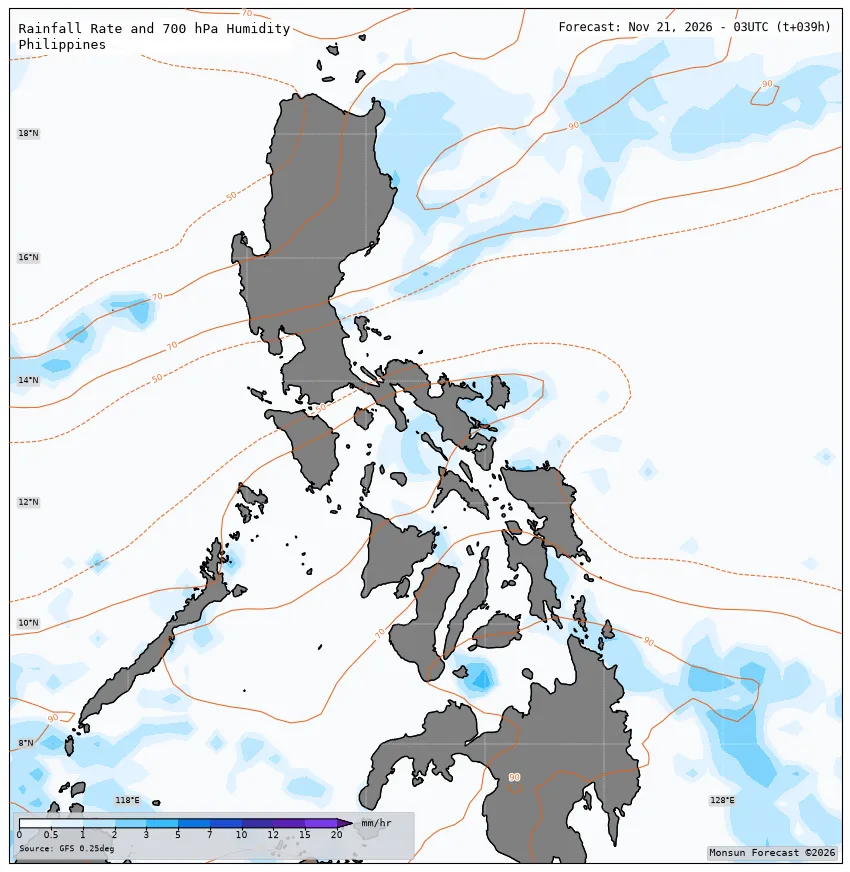 Rainfall Rate and 700 hPa Humidity
Philippines
Forecast: Nov 21, 2026 - 03UTC (t+039h)
70
90
90
18°N
50
16°N
70
70
50
14°N
50
12°N
10°N
70
90
90
8°N
90
118°E
128°E
mm/hr
0 0.5 1 2 3 5 7 10 12 15 20
Source: GFS 0.25deg
Monsun Forecast ©2026